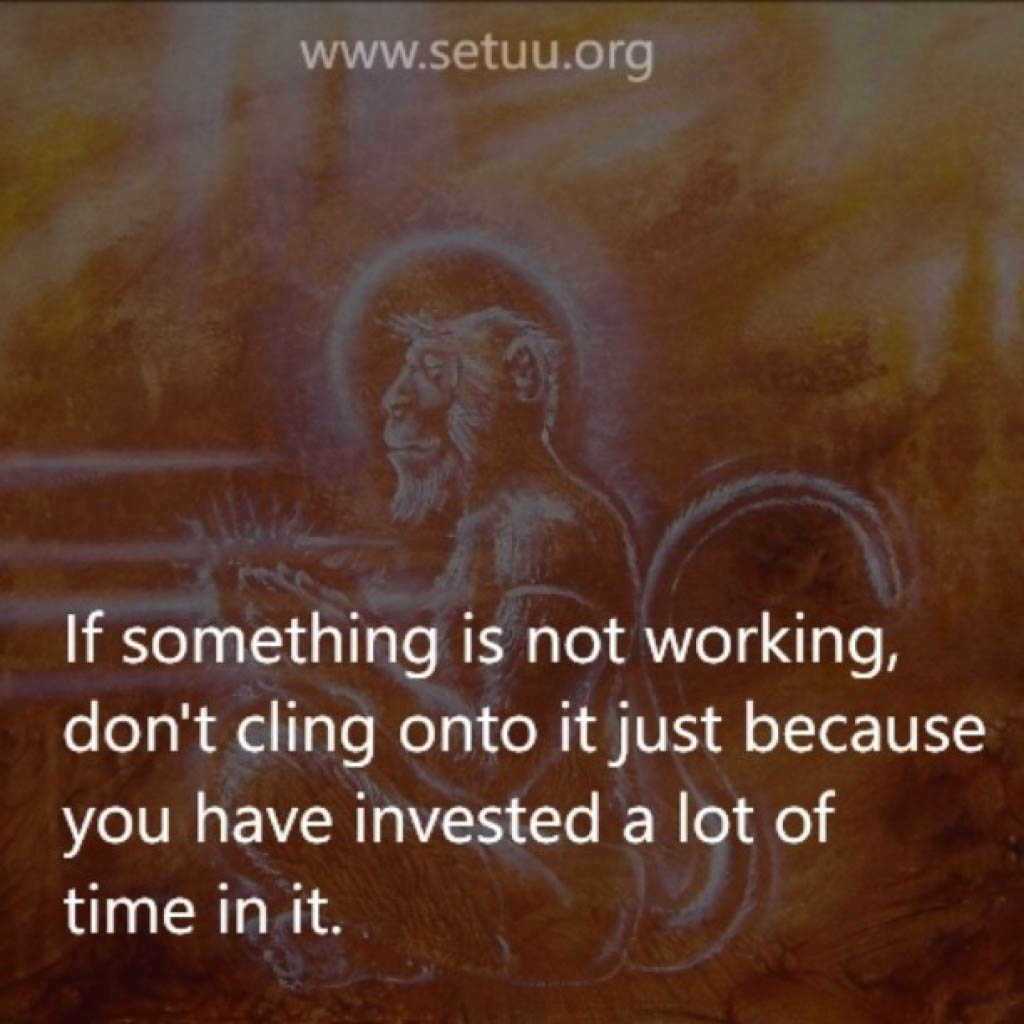 www.setuu.org
If something is not working,
don't cling onto it just because
you have invested a lot of
time in it.